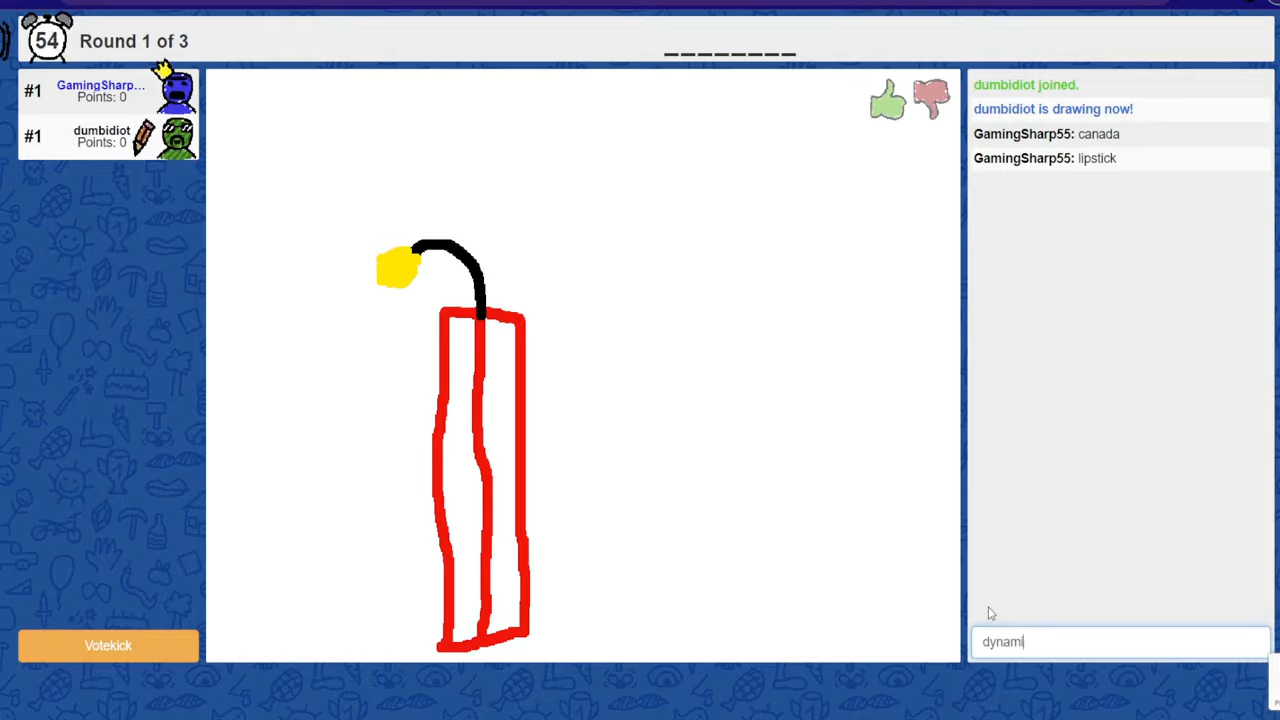 54
Round 1 of 3
________
#1
GamingSharp...
Points: 0
#1
dumbidiot
Points: 0
dumbidiot joined.
dumbidiot is drawing now!
GamingSharp55: canada
GamingSharp55: lipstick
Votekick
dynami